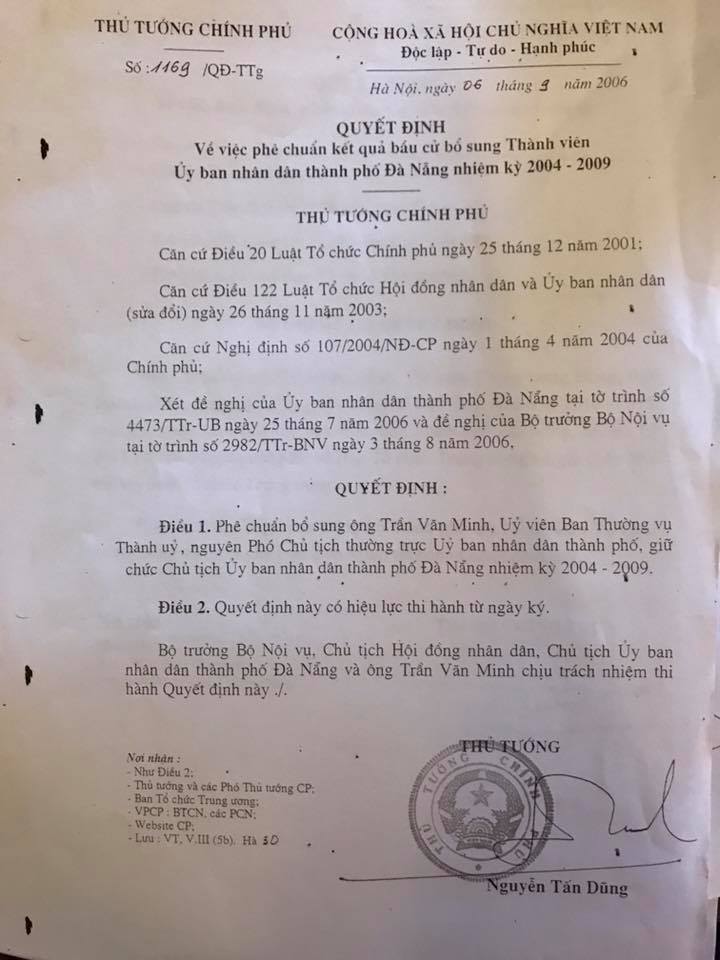 THỦ TƯỚNG CHÍNH PHỦ
CỘNG HOÀ XÃ HỘI CHỦ NGHĨA VIỆT NAM
Độc lập - Tự do - Hạnh phúc
Số :1169 /QĐ-TTg
Hà Nội, ngày 06 tháng 9 năm 2006
QUYẾT ĐỊNH
Về việc phê chuẩn kết quả bầu cử bổ sung Thành viên
Ủy ban nhân dân thành phố Đà Nẵng nhiệm kỳ 2004 - 2009
THỦ TƯỚNG CHÍNH PHỦ
Căn cứ Điều 20 Luật Tổ chức Chính phủ ngày 25 tháng 12 năm 2001;
Căn cứ Điều 122 Luật Tổ chức Hội đồng nhân dân và Ủy ban nhân dân
(sửa đổi) ngày 26 tháng 11 năm 2003;
Căn cứ Nghị định số 107/2004/NĐ-CP ngày 1 tháng 4 năm 2004 của
Chính phủ;
Xét đề nghị của Ủy ban nhân dân thành phố Đà Nẵng tại tờ trình số
4473/TTr-UB ngày 25 tháng 7 năm 2006 và đề nghị của Bộ trưởng Bộ Nội vụ
tại tờ trình số 2982/TTr-BNV ngày 3 tháng 8 năm 2006,
QUYẾT ĐỊNH :
Điều 1. Phê chuẩn bổ sung ông Trần Văn Minh, Uỷ viên Ban Thường vụ
Thành uỷ, nguyên Phó Chủ tịch thường trực Uỷ ban nhân dân thành phố, giữ
chức Chủ tịch Ủy ban nhân dân thành phố Đà Nẵng nhiệm kỳ 2004 - 2009.
Điều 2. Quyết định này có hiệu lực thi hành từ ngày ký.
Bộ trưởng Bộ Nội vụ, Chủ tịch Hội đồng nhân dân, Chủ tịch Ủy ban
nhân dân thành phố Đà Nẵng và ông Trần Văn Minh chịu trách nhiệm thi
hành Quyết định này ./.
Nơi nhận :
- Như Điều 2;
- Thủ tướng và các Phó Thủ tướng CP;
- Ban Tổ chức Trung ương;
- VPCP : BTCN, các PCN;
- Website CP;
- Lưu : VT, V.III (5b). Hà 30
THỦ TƯỚNG
THỦ TƯỚNG CHÍNH PHỦ
Nguyễn Tấn Dũng